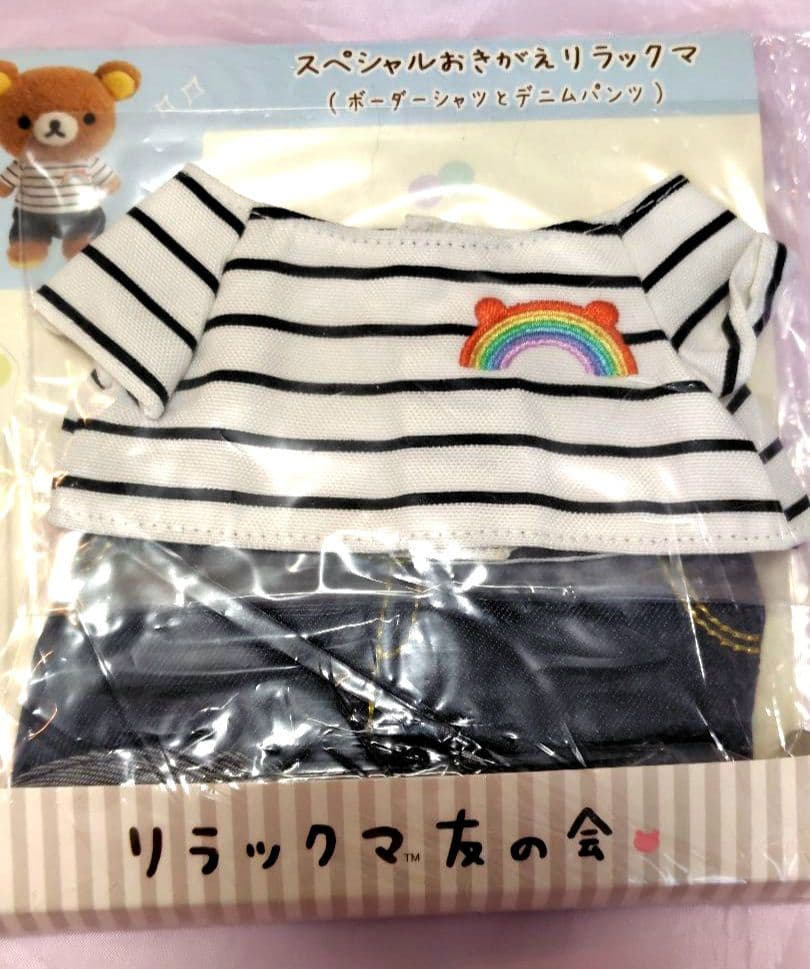 スペシャルおきがえリラックマ
(ボーダーシャツとデニムパンツ)
リラックマ™友の会